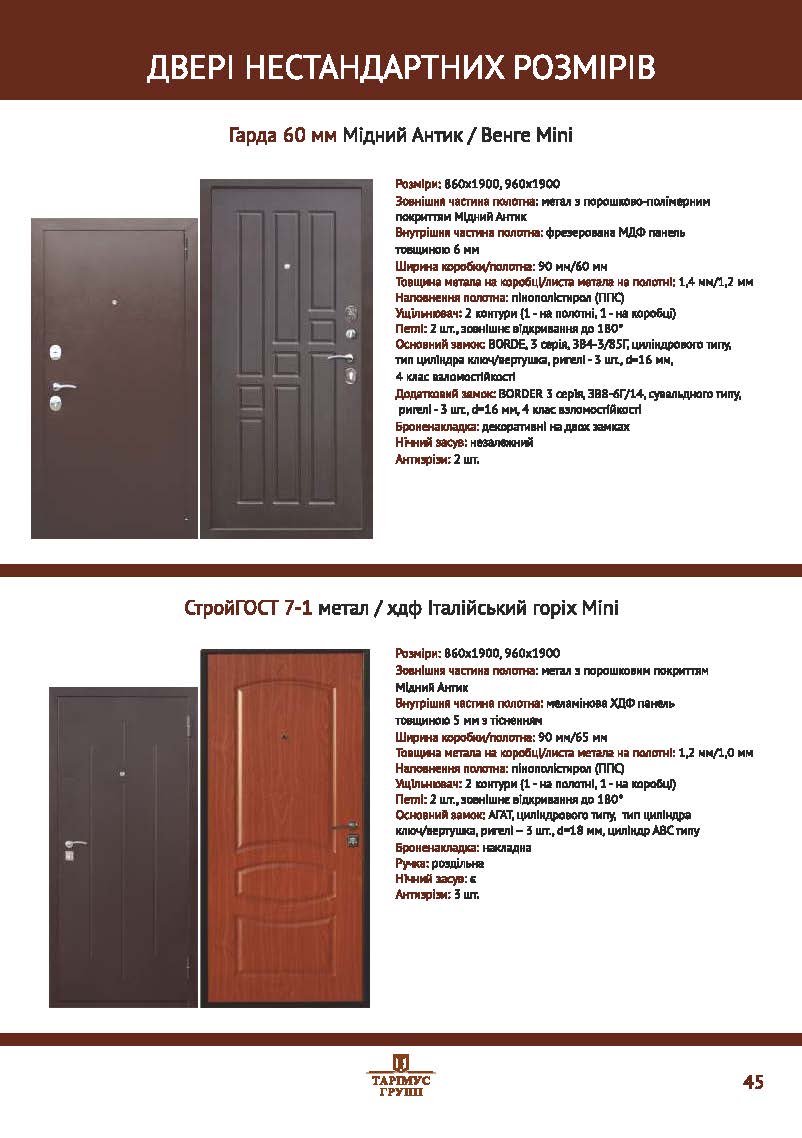 ДВЕРІ НЕСТАНДАРТНИХ РОЗМІРІВ
Гарда 60 мм Мідний Антик / Венге Mini
Розміри: 860x1900, 960x1900
Зовнішня частина полотна: метал з порошково-полімерним
покриттям Мідний Антик
Внутрішня частина полотна: фрезерована МДФ панель
товщиною 6 мм
Ширина коробки/полотна: 90 мм/60 мм
Товщина метала на коробці/листа метала на полотні: 1,4 мм/1,2 мм
Наповнення полотна: пінополістирол (ППС)
Ущільнювач: 2 контури (1 - на полотні, 1 - на коробці)
Петлі: 2 шт., зовнішнє відкривання до 180°
Основний замок: BORDE, 3 серія, ЗВ4-3/85Г, циліндрового типу,
тип циліндра ключ/вертушка, ригелі - 3 шт., d=16 мм,
4 клас взломостійкості
Додатковий замок: BORDER 3 серія, ЗВ8-6Г/14, сувальдного типу,
ригелі - 3 шт., d=16 мм, 4 клас взломостійкості
Броненакладка: декоративні на двох замках
Нічний засув: незалежний
Антизрізи: 2 шт.
СтройГОСТ 7-1 метал / хдф Італійський горіх Mini
Розміри: 860x1900, 960x1900
Зовнішня частина полотна: метал з порошковим покриттям
Мідний Антик
Внутрішня частина полотна: меламінова ХДФ панель
товщиною 5 мм з тісненням
Ширина коробки/полотна: 90 мм/65 мм
Товщина метала на коробці/листа метала на полотні: 1,2 мм/1,0 мм
Наповнення полотна: пінополістирол (ППС)
Ущільнювач: 2 контури (1 - на полотні, 1 - на коробці)
Петлі: 2 шт., зовнішнє відкривання до 180°
Основний замок: АГАТ, циліндрового типу, тип циліндра
ключ/вертушка, ригелі – 3 шт., d=18 мм, циліндр АВС типу
Броненакладка: накладна
Ручка: роздільна
Нічний засув: є
Антизрізи: 3 шт.
ТАРІМУС
ГРУПП
45